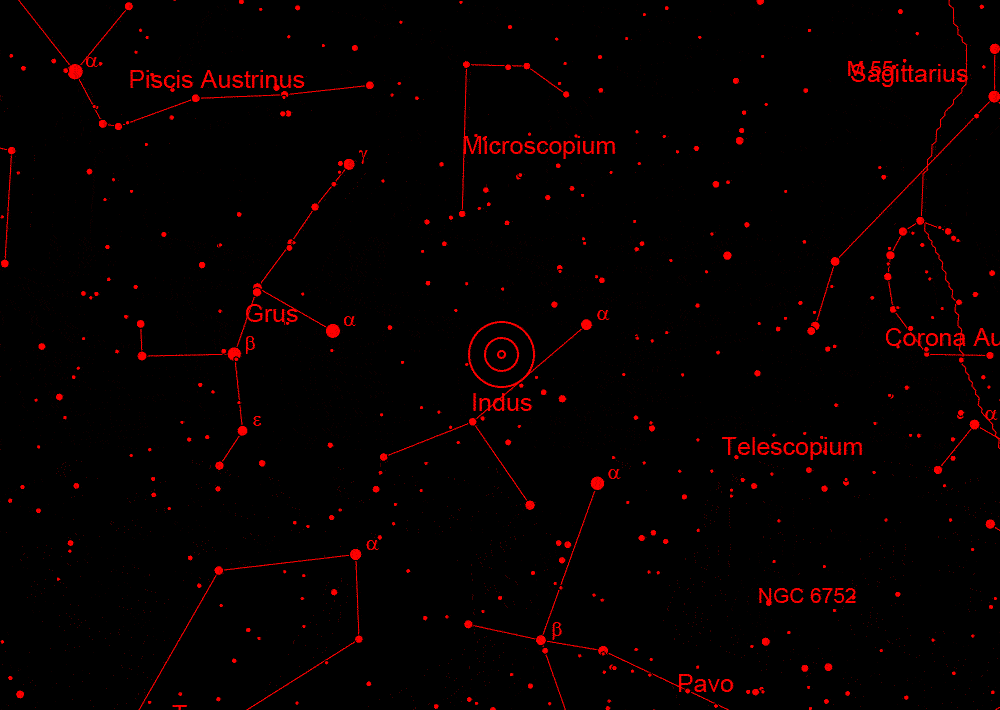 α
Piscis Austrinus
M 55
Sagittarius
Microscopium
γ
Grus
α
α
β
Corona Au
Indus
ε
α
Telescopium
α
α
NGC 6752
β
Pavo
T